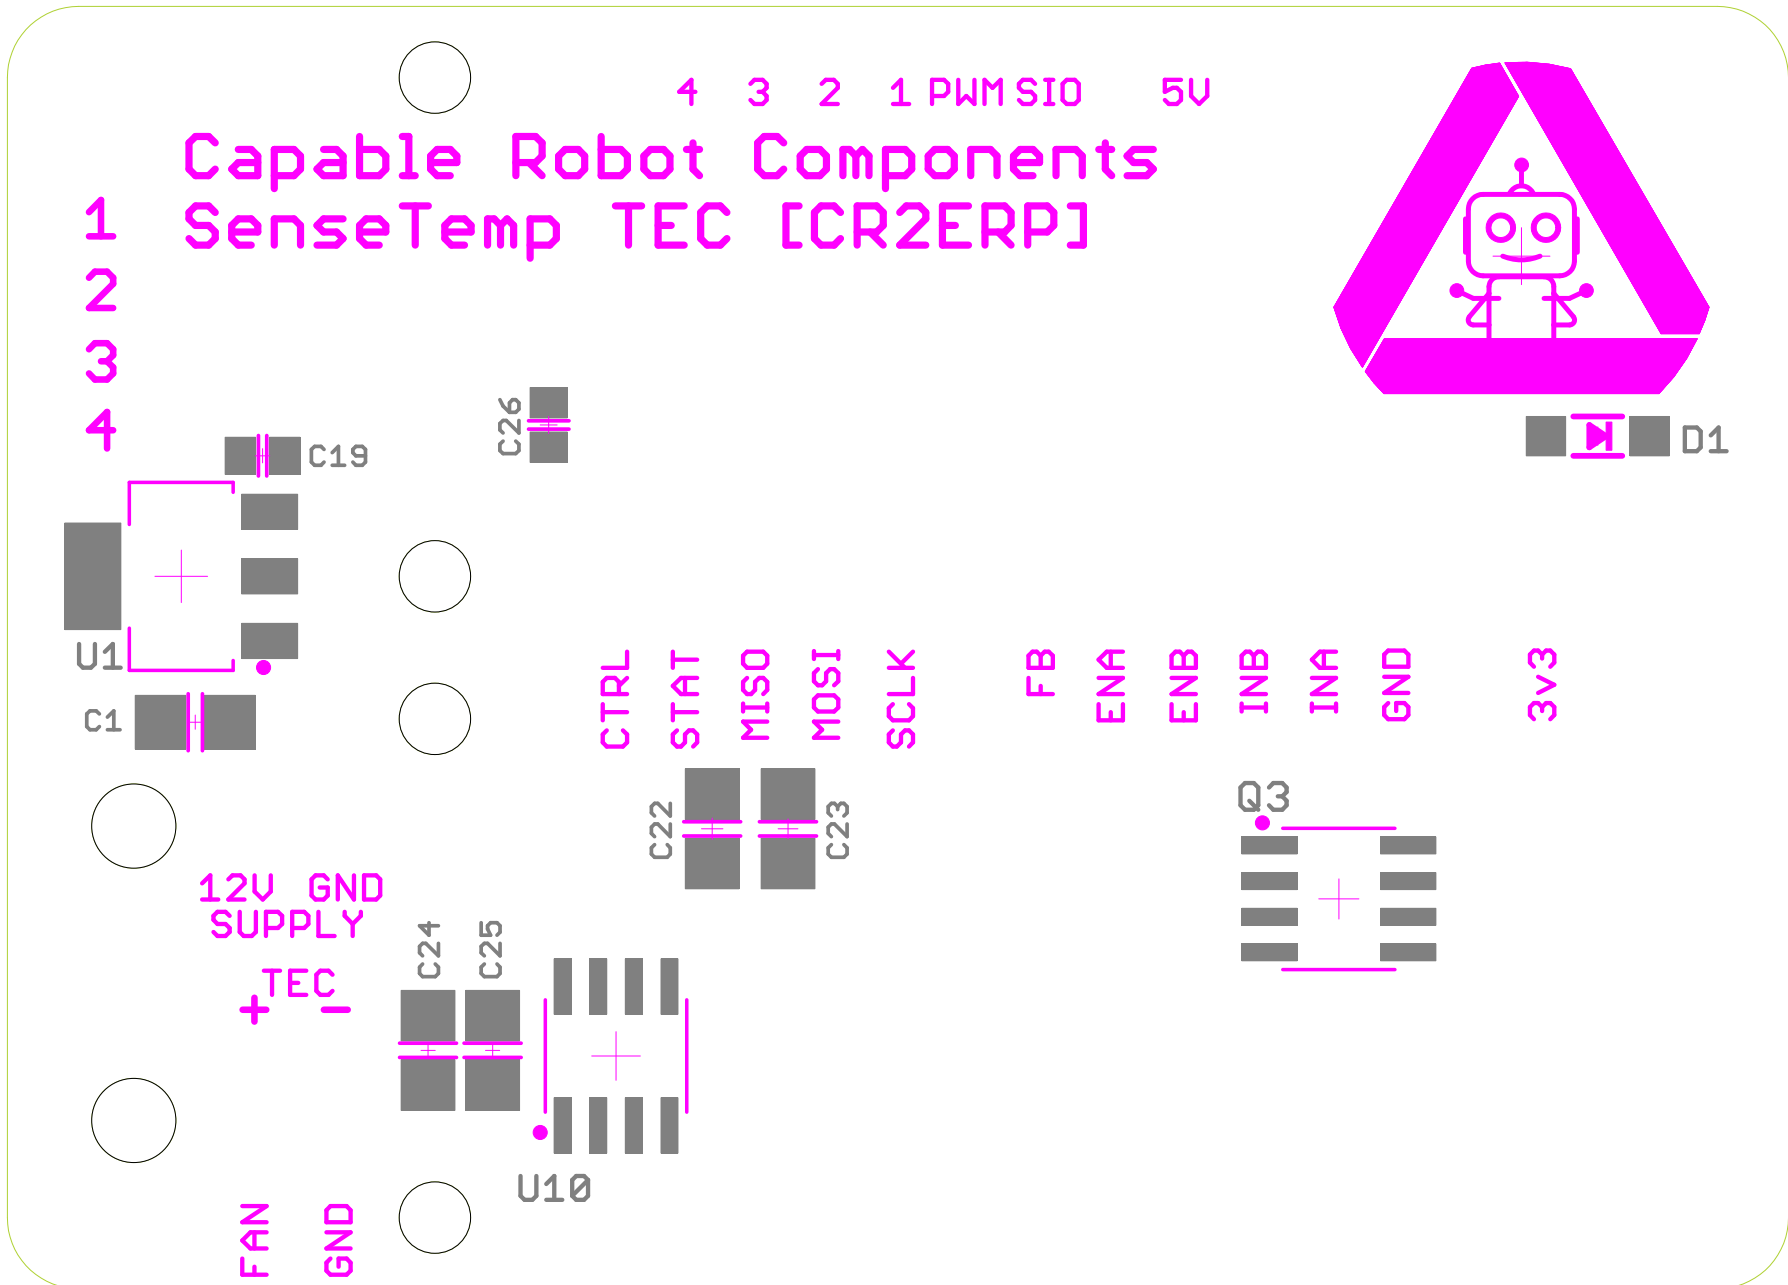 4 3 2 1 PWM SIO 5V
Capable Robot Components
SenseTemp TEC [CR2ERP]
1
2
3
4
C19
C26
D1
U1
C1
CTRL
STAT
MISO
MOSI
SCLK
FB
ENA
ENB
INB
INA
GND
3v3
C22
C23
Q3
12V GND
SUPPLY
TEC
+ -
C24
C25
U10
FAN
GND